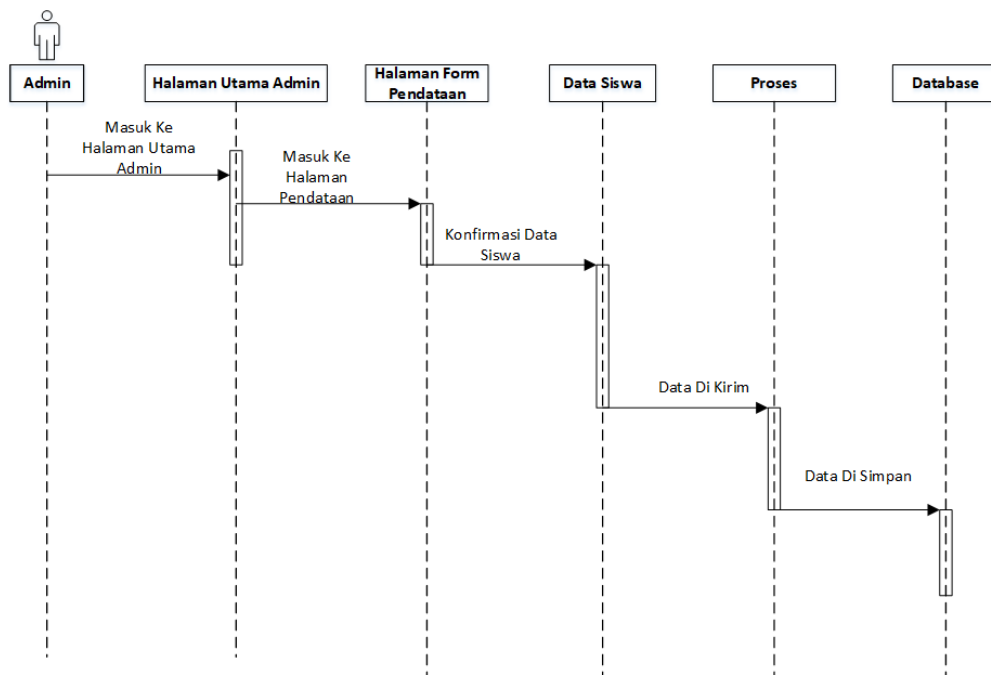 Admin
Halaman Utama Admin
Halaman Form
Pendataan
Data Siswa
Proses
Database
Masuk Ke
Halaman Utama
Admin
Masuk Ke
Halaman
Pendataan
Konfirmasi Data
Siswa
Data Di Kirim
Data Di Simpan